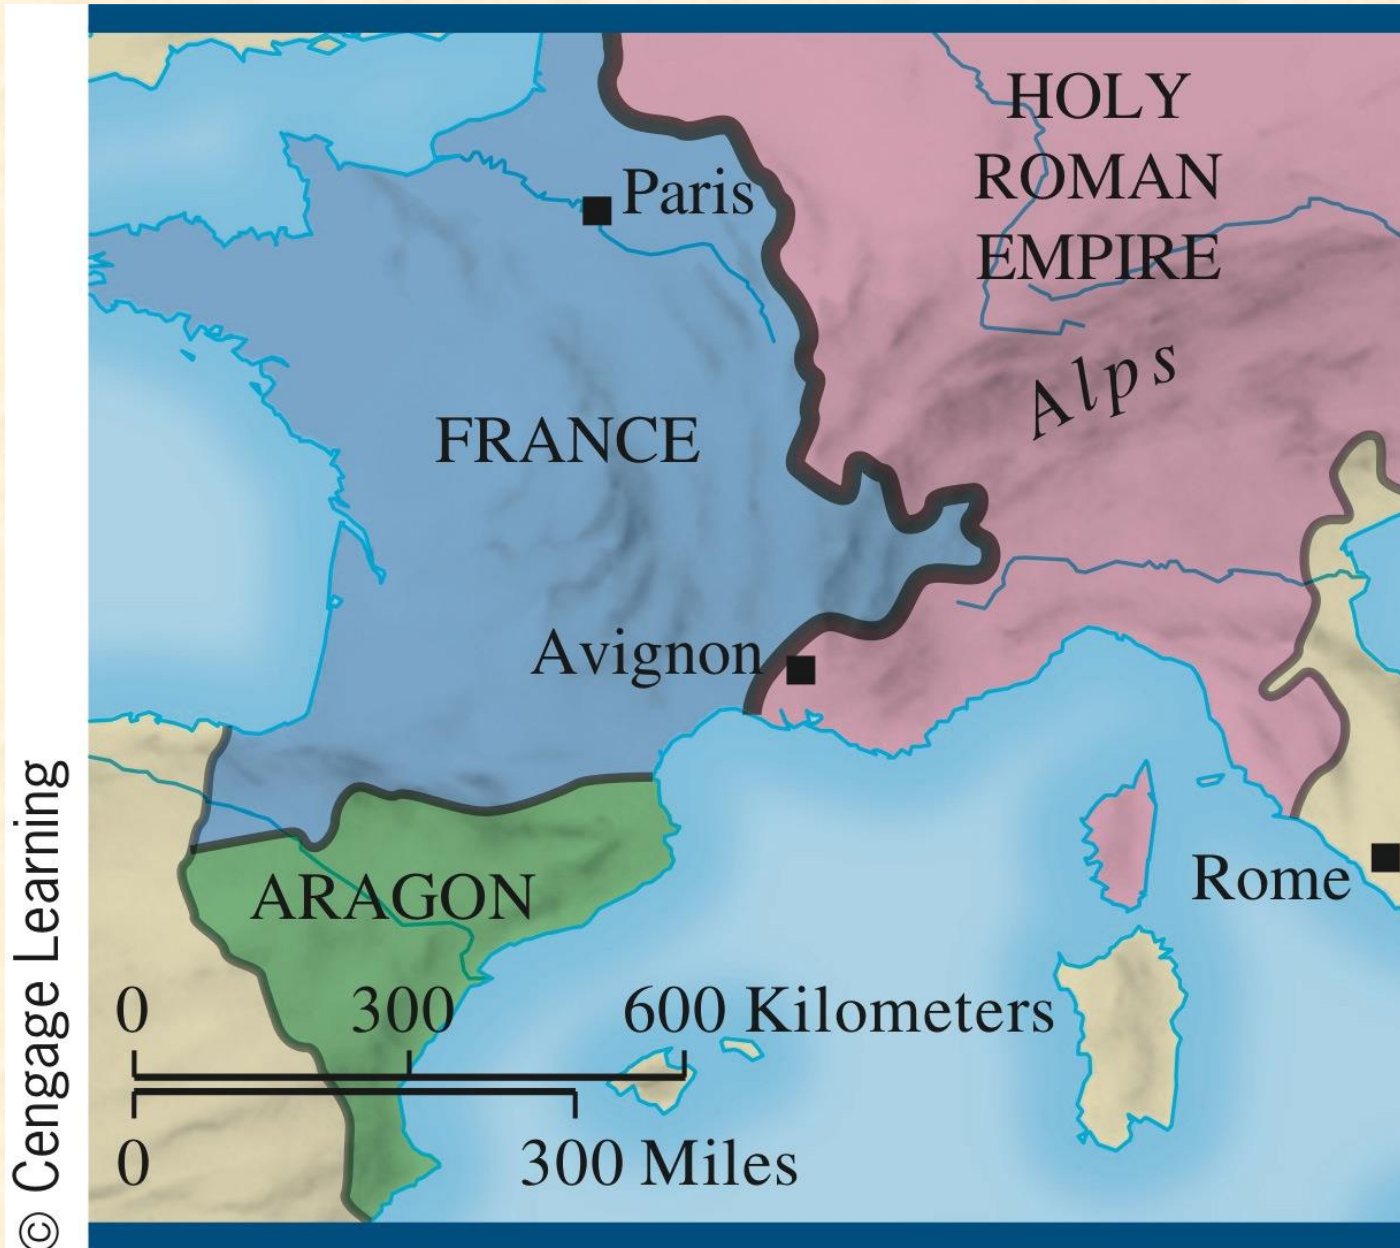 HOLY
ROMAN
EMPIRE
Paris
Alps
FRANCE
Avignon
Rome
ARAGON
0 300 600 Kilometers
0 300 Miles
© Cengage Learning